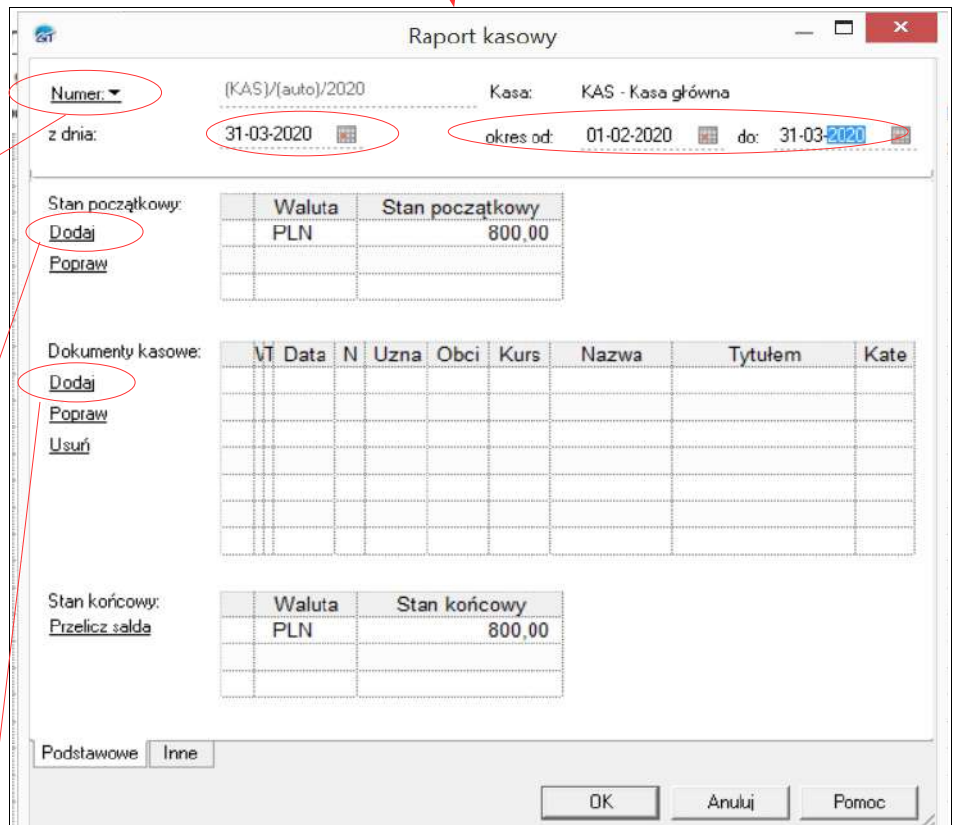 GT
Raport kasowy
Numer: (KAS)/(auto)/2020 Kasa: KAS - Kasa główna
z dnia: 31-03-2020 okres od: 01-02-2020 do: 31-03-2020
Stan początkowy: Waluta Stan początkowy
Dodaj PLN 800,00
Popraw
Dokumenty kasowe: T Data N Uzna Obci Kurs Nazwa Tytułem Kate
Dodaj
Popraw
Usuń
Stan końcowy: Waluta Stan końcowy
Przelicz salda PLN 800,00
Podstawowe Inne
OK Anuluj Pomoc